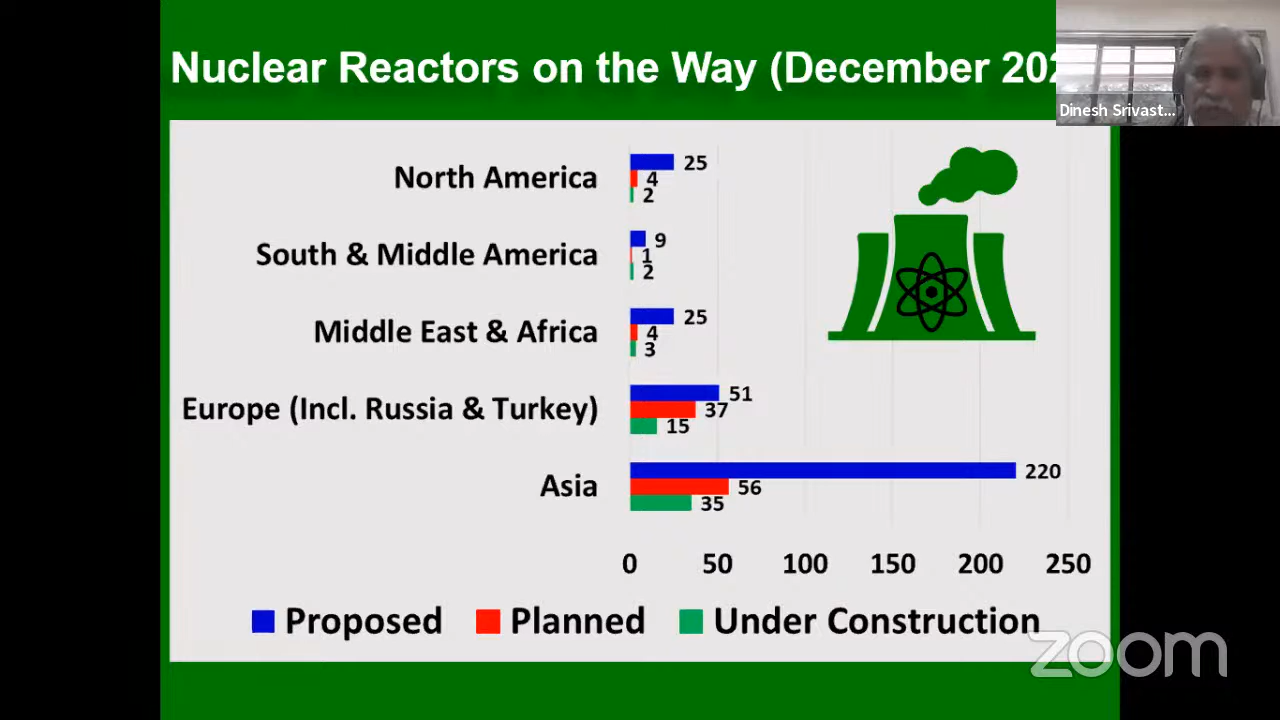 Nuclear Reactors on the Way (December
Dinesh Srivast...
North America
25
4
2
South & Middle America
9
1
2
Middle East & Africa
25
4
3
Europe (Incl. Russia & Turkey)
51
37
15
Asia
220
56
35
0 50 100 150 200 250
Proposed Planned Under Construction
zoom